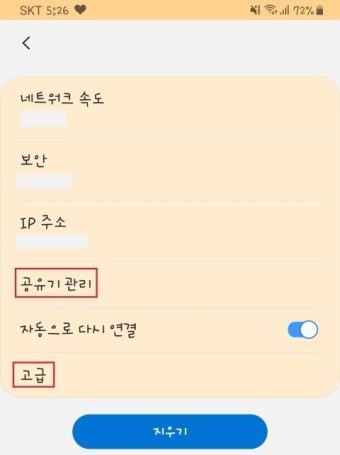 SKT 5:26 ♥ 72%
네트워크 속도
보안
IP 주소
공유기 관리
자동으로 다시 연결
고급
지우기